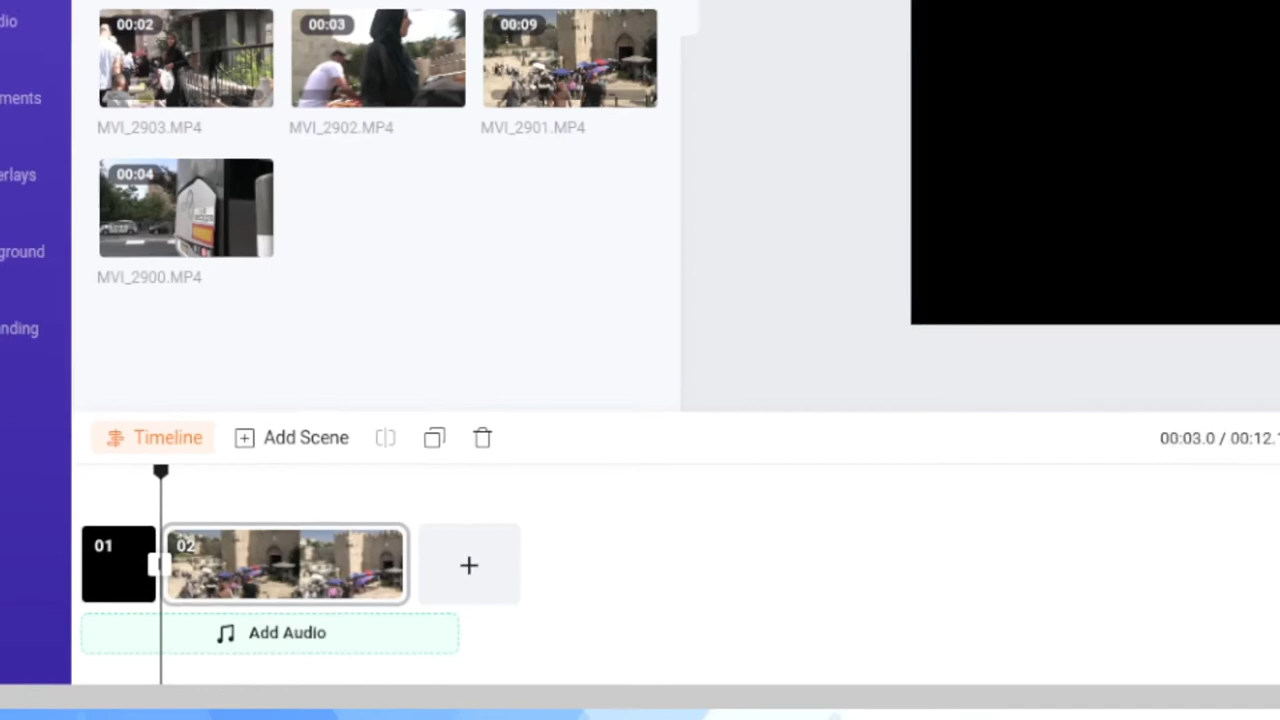 dio
00:02
00:03
00:09
ments
MVI_2903.MP4
MVI_2902.MP4
MVI_2901.MP4
erlays
00:04
ground
MVI_2900.MP4
nding
Timeline
Add Scene
00:03.0 / 00:12.
01
02
+
Add Audio